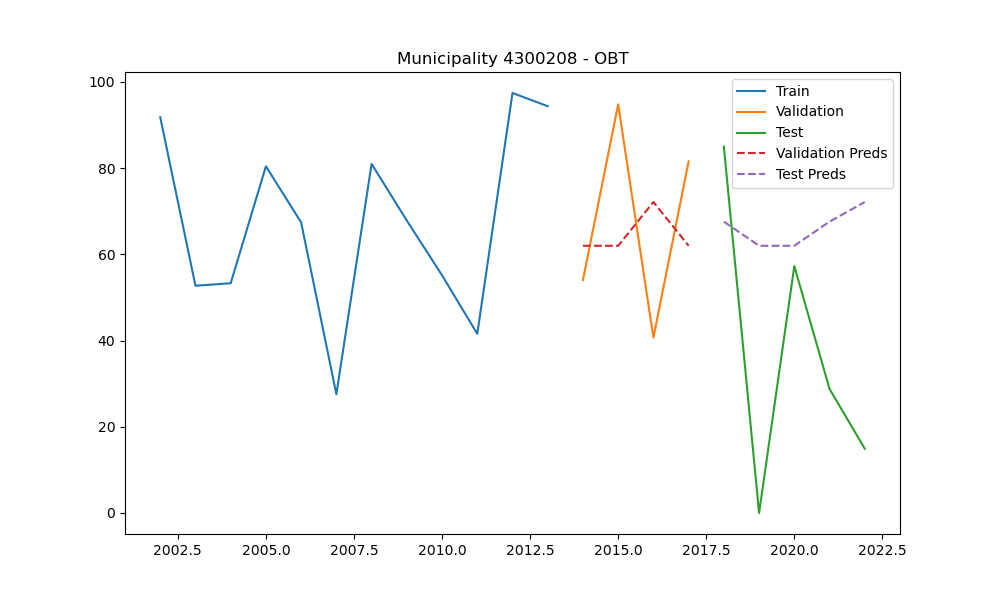 Municipality 4300208 - OBT
Train
Validation
Test
Validation Preds
Test Preds
100
80
60
40
20
0
2002.5 2005.0 2007.5 2010.0 2012.5 2015.0 2017.5 2020.0 2022.5